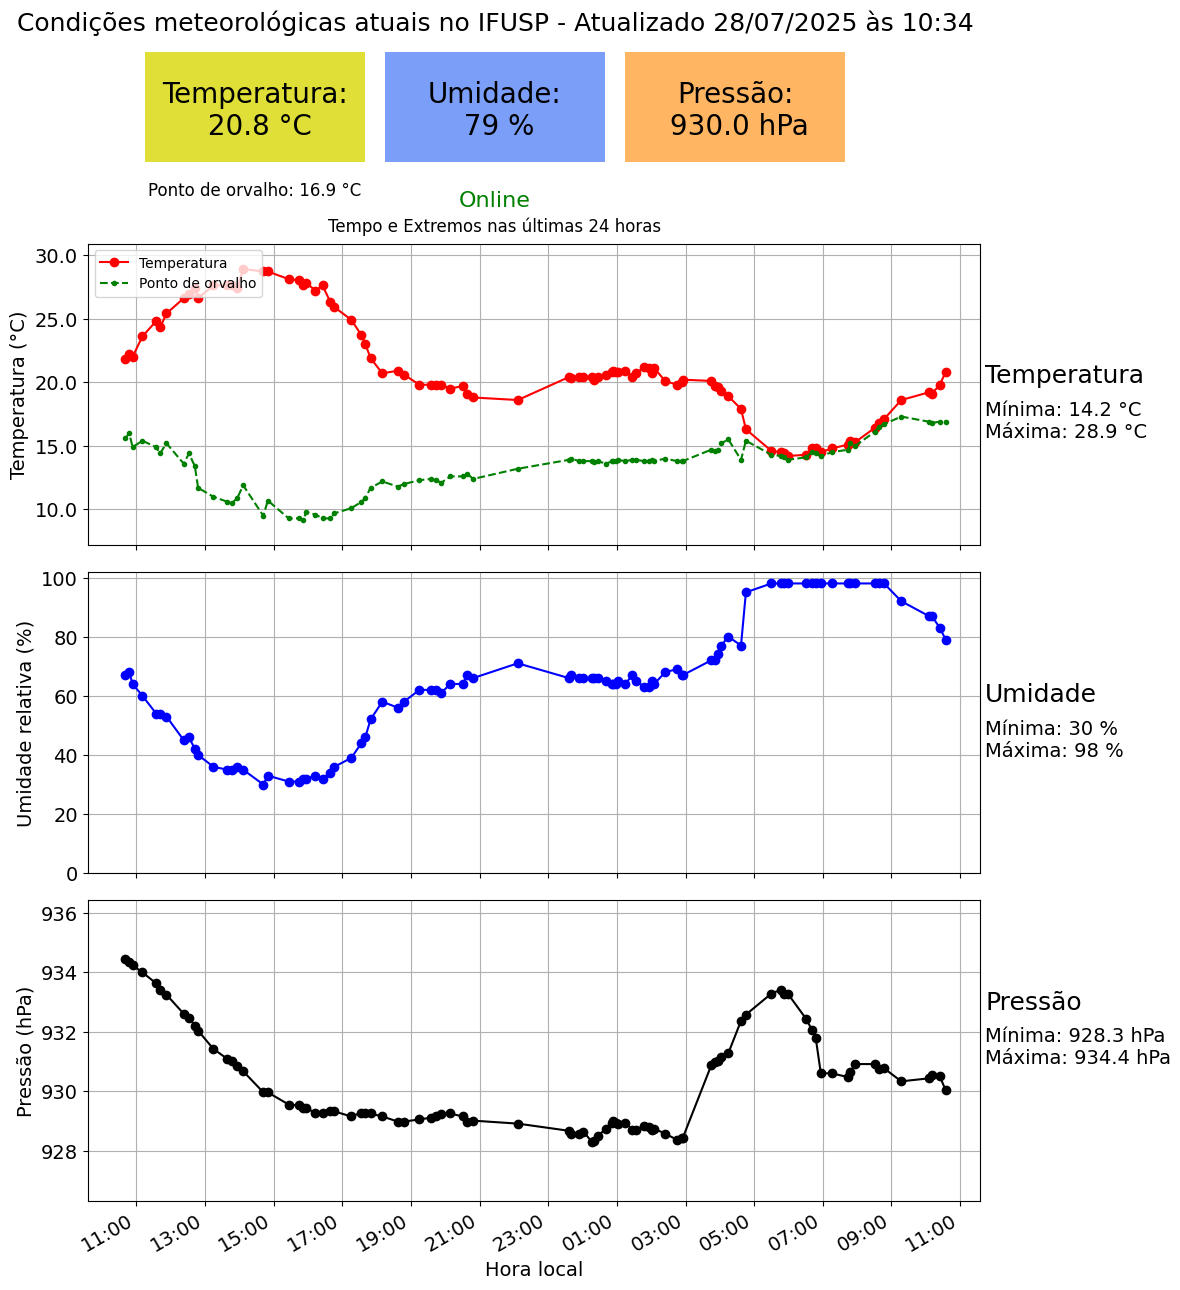 Condições meteorológicas atuais no IFUSP - Atualizado 28/07/2025 às 10:34
Temperatura:
20.8 °C
Umidade:
79 %
Pressão:
930.0 hPa
Ponto de orvalho: 16.9 °C
Online
Tempo e Extremos nas últimas 24 horas
Temperatura
Ponto de orvalho
Temperatura (°C)
30.0
25.0
20.0
15.0
10.0
Temperatura
Mínima: 14.2 °C
Máxima: 28.9 °C
Umidade relativa (%)
100
80
60
40
20
0
Umidade
Mínima: 30 %
Máxima: 98 %
Pressão (hPa)
936
934
932
930
928
Pressão
Mínima: 928.3 hPa
Máxima: 934.4 hPa
11:00
13:00
15:00
17:00
19:00
21:00
23:00
01:00
03:00
05:00
07:00
09:00
11:00
Hora local